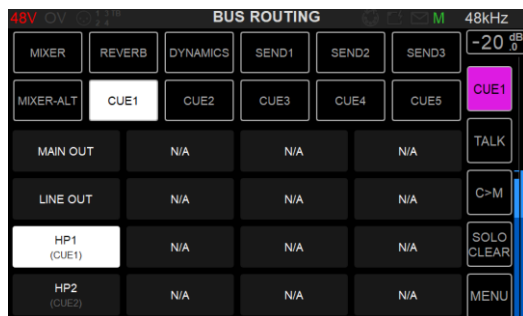 48V OV BUS ROUTING M 48kHz
-20.0 dB
MIXER REVERB DYNAMICS SEND1 SEND2 SEND3
MIXER-ALT CUE1 CUE2 CUE3 CUE4 CUE5 CUE1
MAIN OUT N/A N/A N/A TALK
LINE OUT N/A N/A N/A C>M
HP1 N/A N/A N/A SOLO
(CUE1) CLEAR
HP2 N/A N/A N/A MENU
(CUE2)